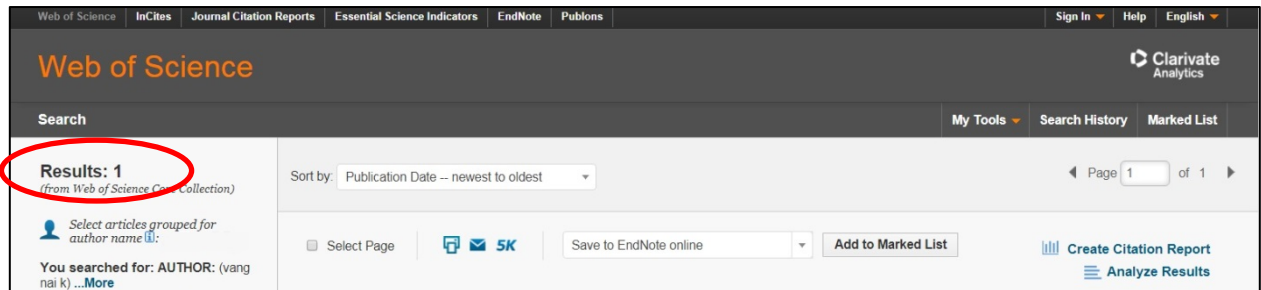 Web of Science InCites Journal Citation Reports Essential Science Indicators EndNote Publons Sign In Help English
Web of Science
Clarivate
Analytics
Search My Tools Search History Marked List
Results: 1
(from Web of Science Core Collection)
Sort by: Publication Date -- newest to oldest
Page 1 of 1
Select articles grouped for
author name i:
Select Page 5K Save to EndNote online Add to Marked List
Create Citation Report
Analyze Results
You searched for: AUTHOR: (vang
nai k) ...More